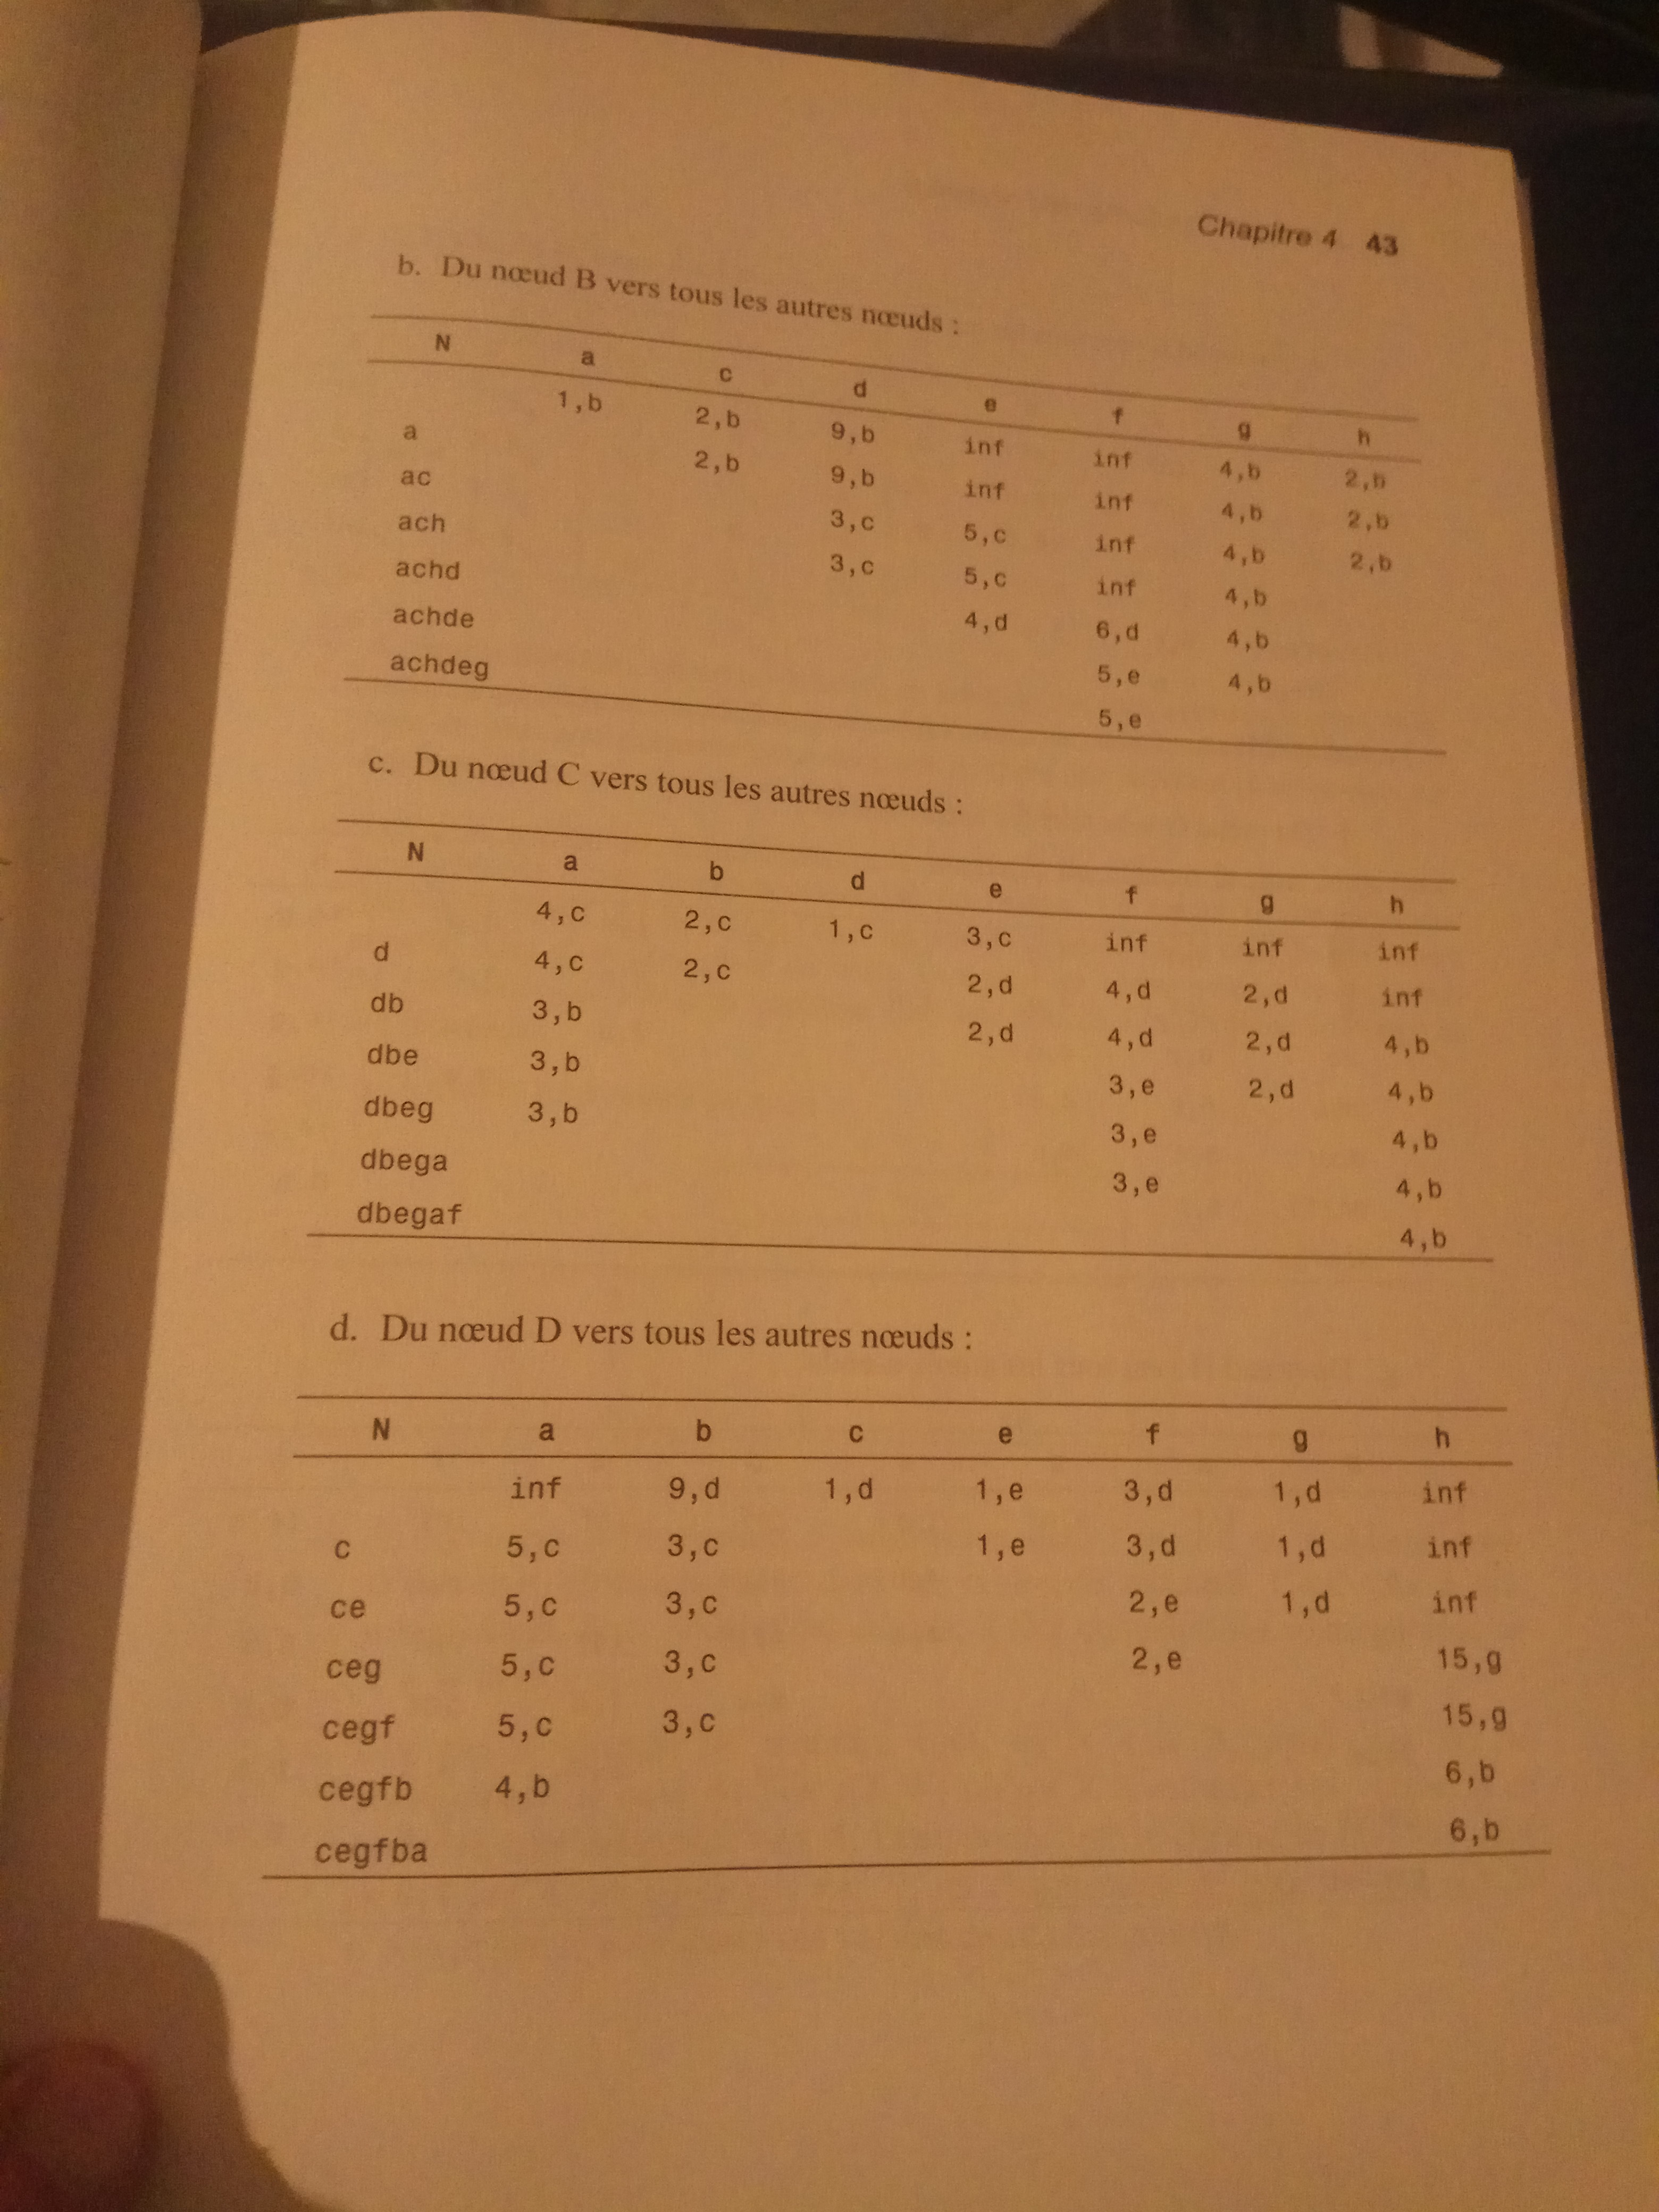 Chapitre 4 43
b. Du nœud B vers tous les autres nœuds :
N a c d e f g h
1,b 2,b 9,b inf inf 4,b 2,b
a 2,b 9,b inf inf 4,b 2,b
ac 3,c 5,c inf 4,b 2,b
ach 3,c 5,c inf 4,b
achd 4,d 6,d 4,b
achde 5,e 4,b
achdeg 5,e
c. Du nœud C vers tous les autres nœuds :
N a b d e f g h
4,c 2,c 1,c 3,c inf inf inf
d 4,c 2,c 2,d 4,d 2,d inf
db 3,b 2,d 4,d 2,d 4,b
dbe 3,b 3,e 2,d 4,b
dbeg 3,b 3,e 4,b
dbega 3,e 4,b
dbegaf 4,b
d. Du nœud D vers tous les autres nœuds :
N a b c e f g h
inf 9,d 1,d 1,e 3,d 1,d inf
c 5,c 3,c 1,e 3,d 1,d inf
ce 5,c 3,c 2,e 1,d inf
ceg 5,c 3,c 2,e 15,g
cegf 5,c 3,c 15,g
cegfb 4,b 6,b
cegfba 6,b